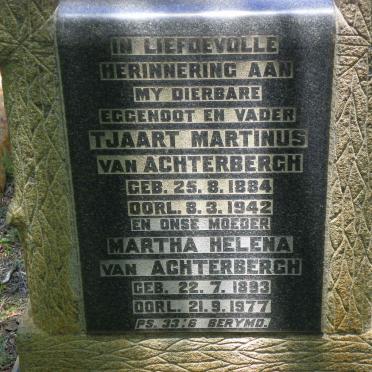 IN LIEFDEVOLLE
HERINNERING AAN
MY DIERBARE
EGGENOOT EN VADER
TJAART MARTINUS
VAN ACHTERBERGH
GEB. 25.8.1884
OORL. 8.3.1942
EN ONSE MOEDER
MARTHA HELENA
VAN ACHTERBERGH
GEB. 22.7.1893
OORL. 21.9.1977
PS. 33:6 BERYMD.